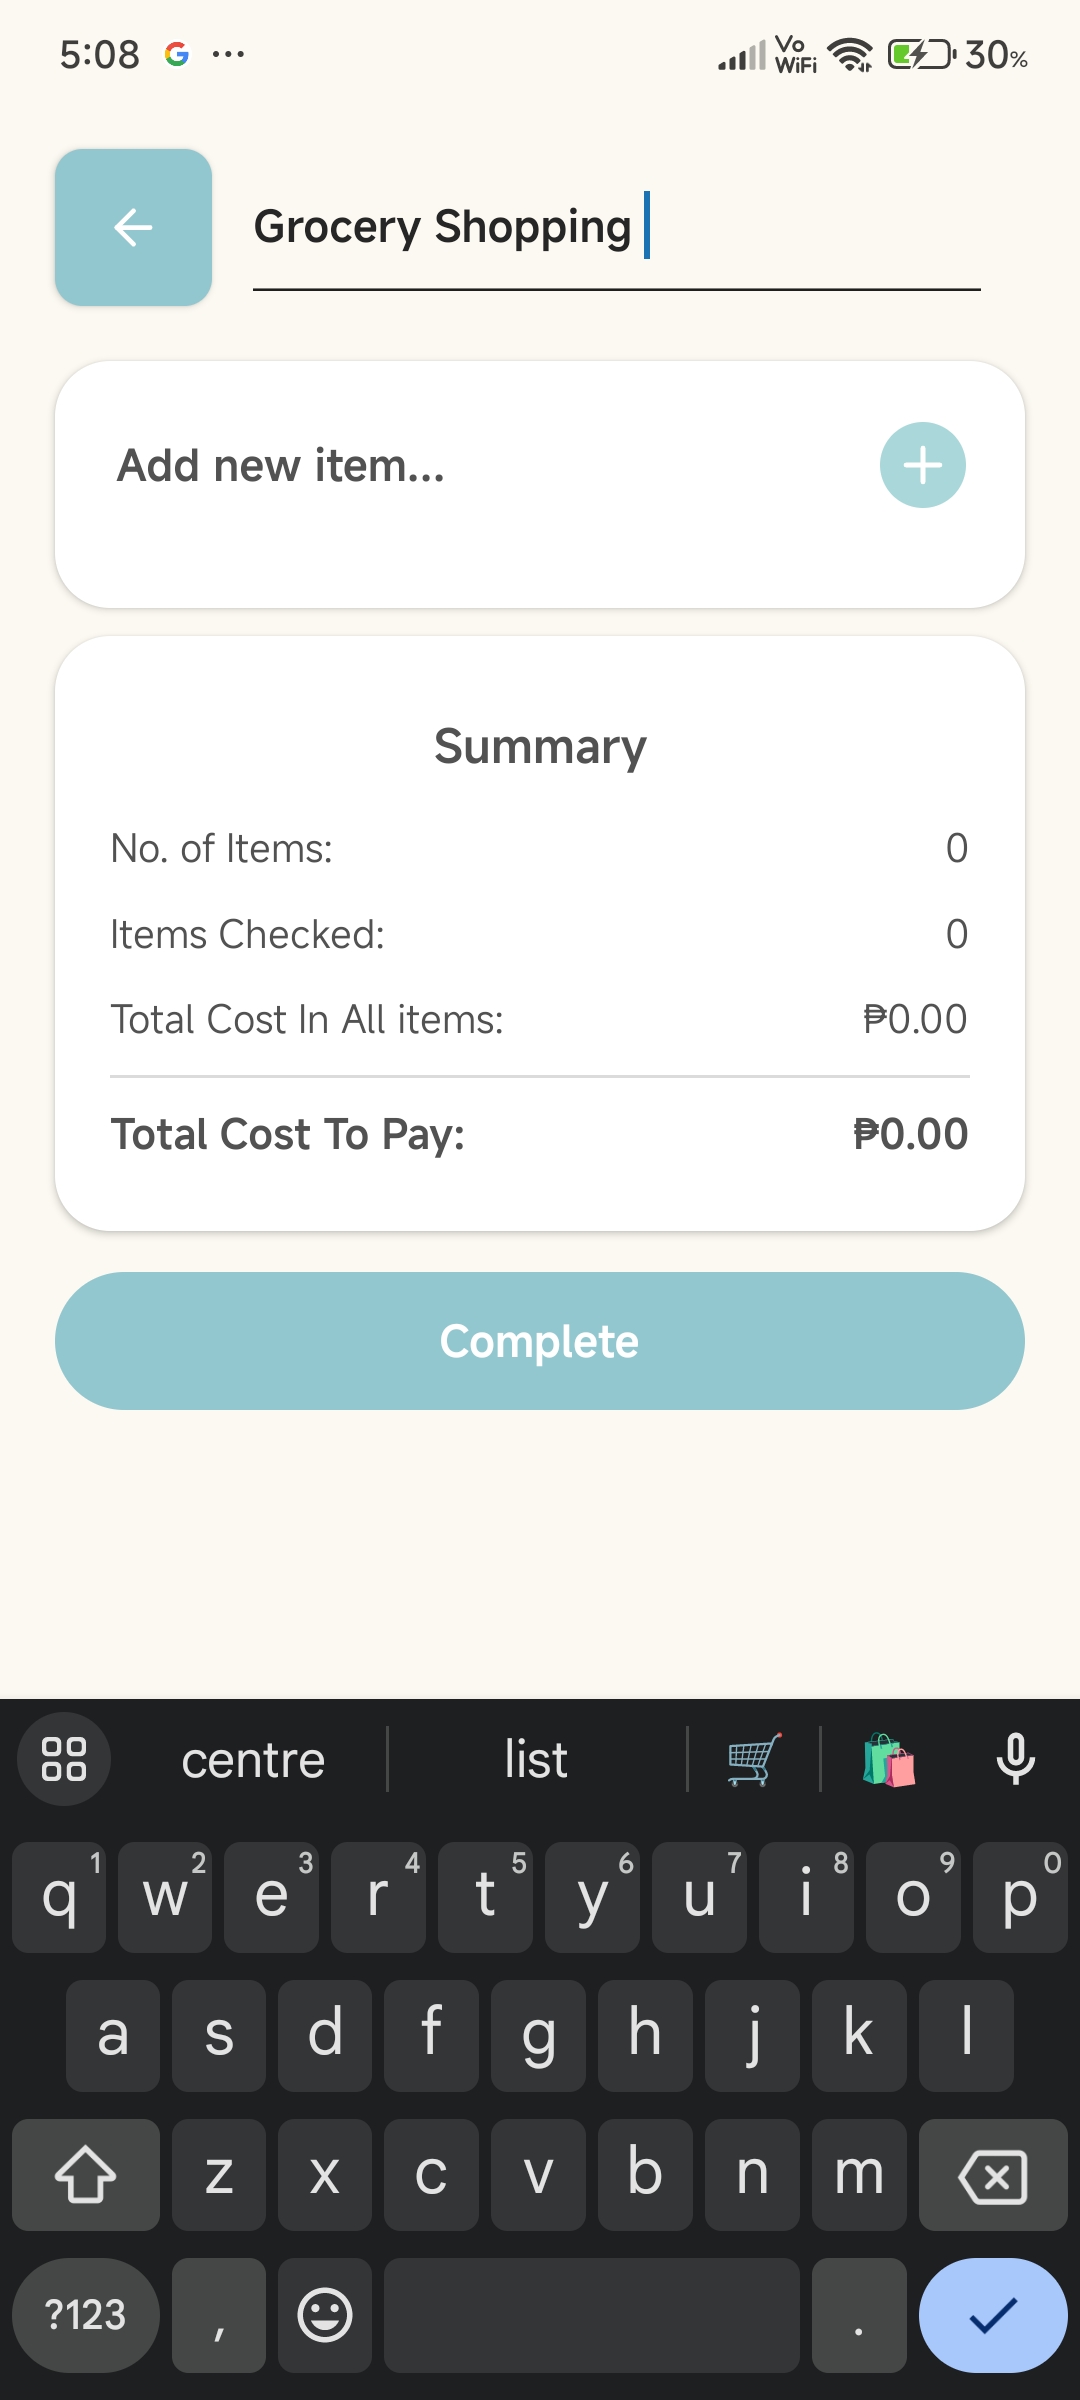 5:08 G ... Vo WiFi 30%
Grocery Shopping
Add new item...
Summary
No. of Items: 0
Items Checked: 0
Total Cost In All items: ₱0.00
Total Cost To Pay: ₱0.00
Complete
centre list
q 1 w 2 e 3 r 4 t 5 y 6 u 7 i 8 o 9 p 0
a s d f g h j k l
z x c v b n m
?123 , .